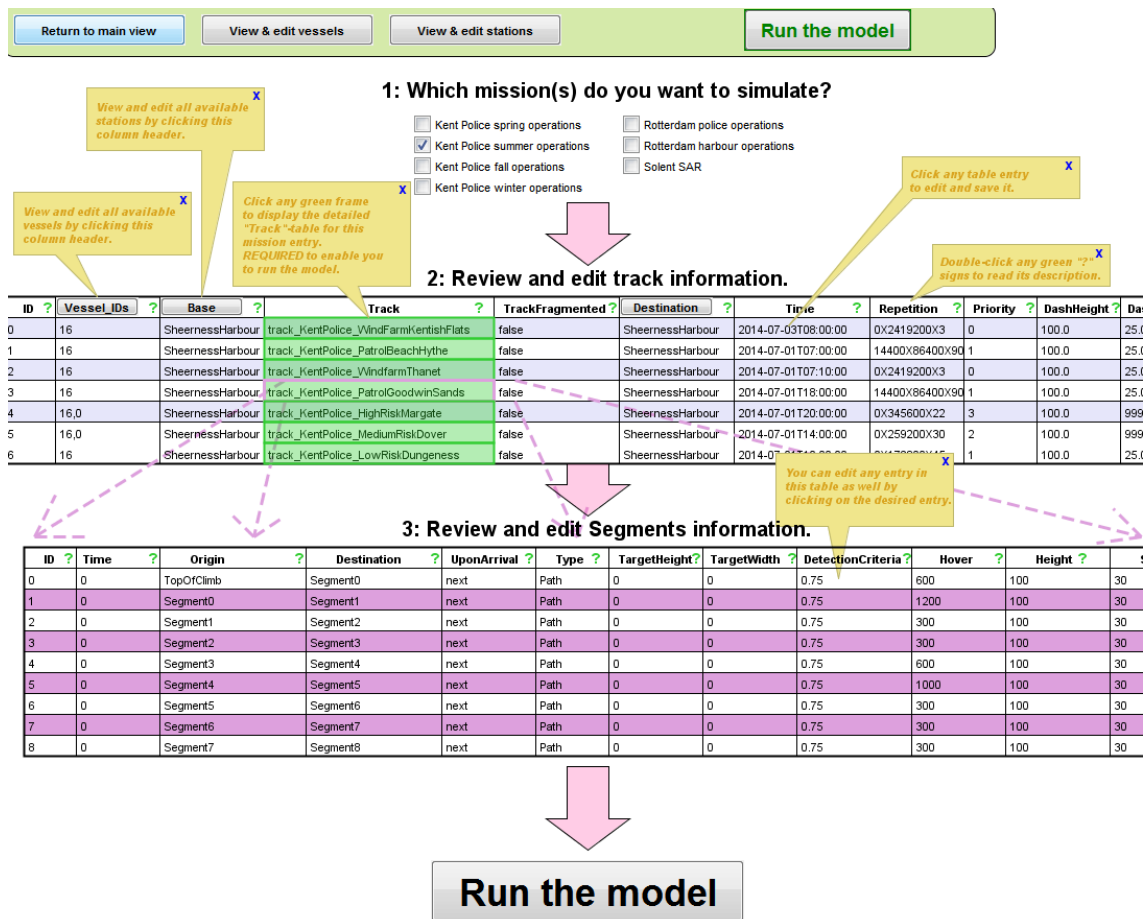 Return to main view View & edit vessels View & edit stations Run the model
1: Which mission(s) do you want to simulate?
View and edit all available
stations by clicking this
column header.
X
Kent Police spring operations Rotterdam police operations
Kent Police summer operations Rotterdam harbour operations
Kent Police fall operations Solent SAR
Kent Police winter operations
View and edit all available
vessels by clicking this
column header.
X
Click any green frame
to display the detailed
"Track"-table for this
mission entry.
REQUIRED to enable you
to run the model.
X
Click any table entry
to edit and save it.
X
Double-click any green "?"
signs to read its description.
X
2: Review and edit track information.
ID ? Vessel_IDs ? Base ? Track ? TrackFragmented ? Destination ? Time ? Repetition ? Priority ? DashHeight ? Das
0 16 SheernessHarbour track_KentPolice_WindFarmKentishFlats false SheernessHarbour 2014-07-03T08:00:00 0X2419200X3 0 100.0 25.0
1 16 SheernessHarbour track_KentPolice_PatrolBeachHythe false SheernessHarbour 2014-07-01T07:00:00 14400X86400X90 1 100.0 25.0
2 16 SheernessHarbour track_KentPolice_WindfarmThanet false SheernessHarbour 2014-07-01T07:10:00 0X2419200X3 0 100.0 25.0
3 16 SheernessHarbour track_KentPolice_PatrolGoodwinSands false SheernessHarbour 2014-07-01T18:00:00 14400X86400X90 1 100.0 25.0
4 16,0 SheernessHarbour track_KentPolice_HighRiskMargate false SheernessHarbour 2014-07-01T20:00:00 0X345600X22 3 100.0 999
5 16,0 SheernessHarbour track_KentPolice_MediumRiskDover false SheernessHarbour 2014-07-01T14:00:00 0X259200X30 2 100.0 999
6 16 SheernessHarbour track_KentPolice_LowRiskDungeness false SheernessHarbour 1 100.0 25.0
You can edit any entry in
this table as well by
clicking on the desired entry.
X
3: Review and edit Segments information.
ID ? Time ? Origin ? Destination ? UponArrival ? Type ? TargetHeight ? TargetWidth ? DetectionCriteria ? Hover ? Height ? S
0 0 TopOfClimb Segment0 next Path 0 0 0.75 600 100 30
1 0 Segment0 Segment1 next Path 0 0 0.75 1200 100 30
2 0 Segment1 Segment2 next Path 0 0 0.75 300 100 30
3 0 Segment2 Segment3 next Path 0 0 0.75 300 100 30
4 0 Segment3 Segment4 next Path 0 0 0.75 600 100 30
5 0 Segment4 Segment5 next Path 0 0 0.75 1000 100 30
6 0 Segment5 Segment6 next Path 0 0 0.75 300 100 30
7 0 Segment6 Segment7 next Path 0 0 0.75 300 100 30
8 0 Segment7 Segment8 next Path 0 0 0.75 300 100 30
Run the model